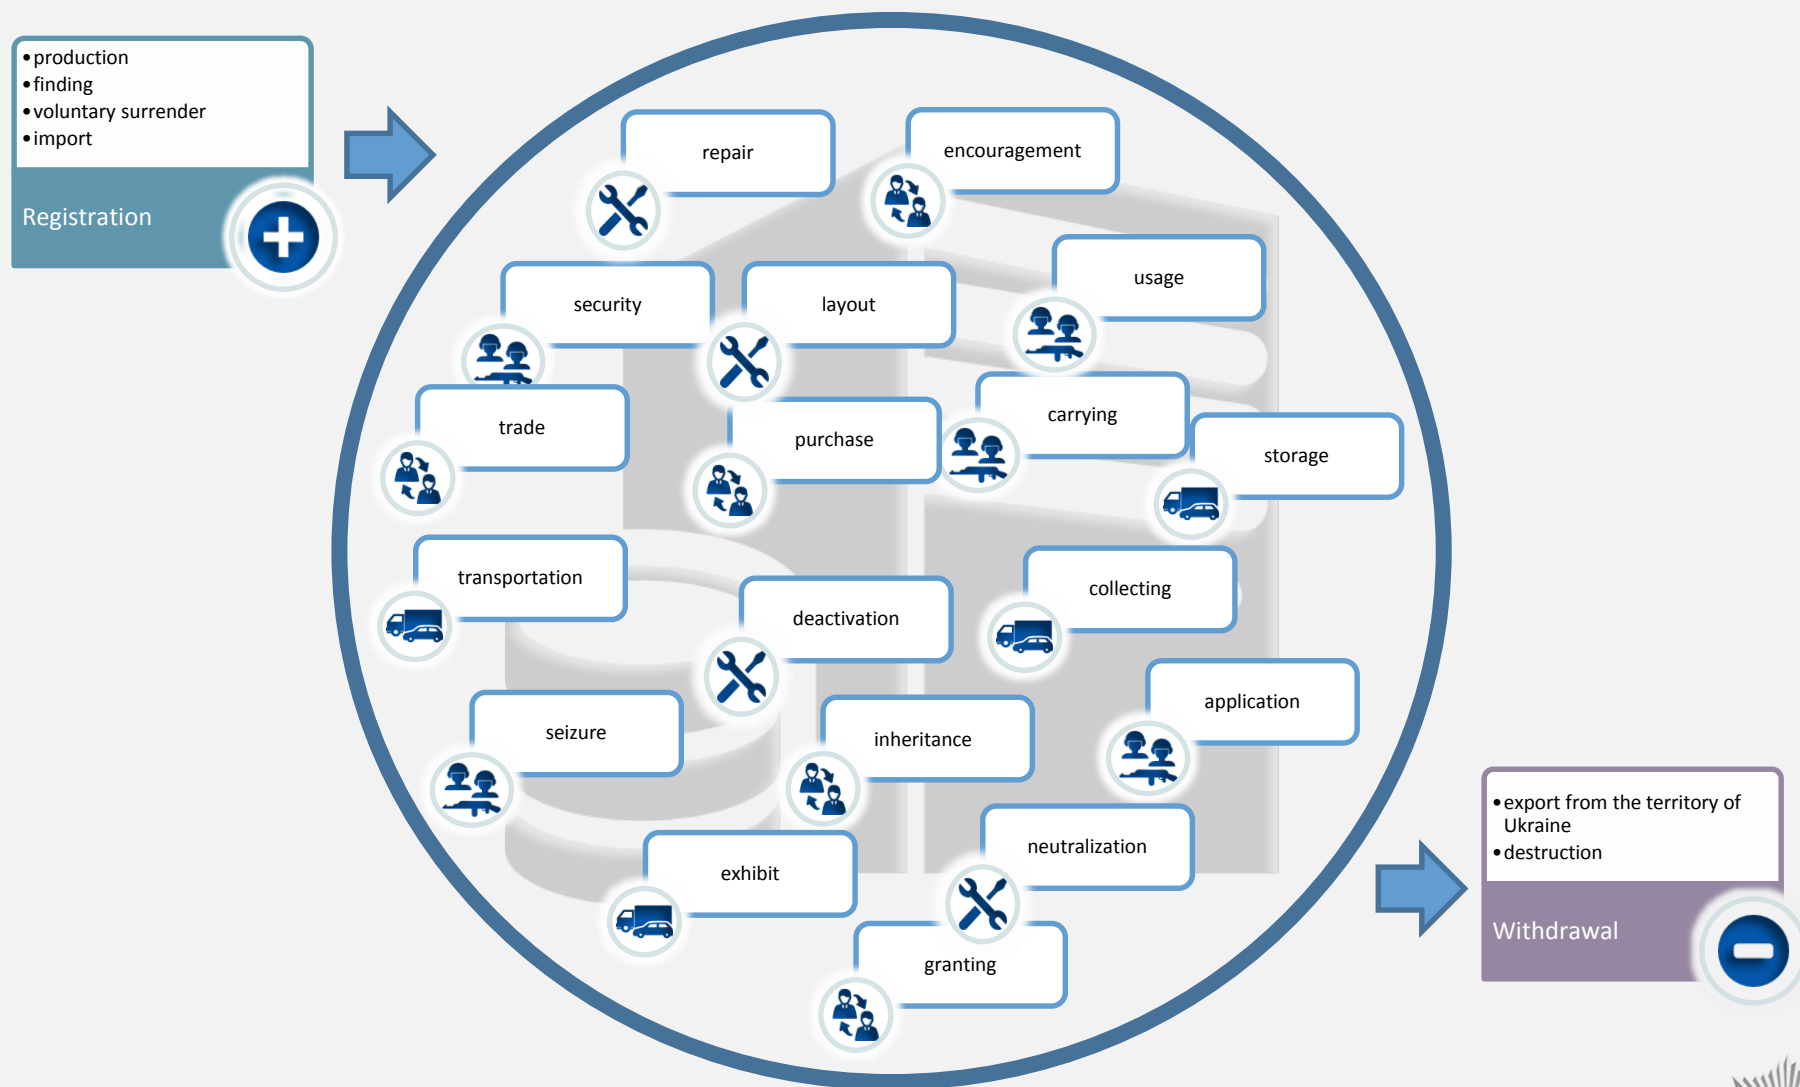 •production
•finding
•voluntary surrender
•import
Registration
repair
encouragement
security
layout
usage
trade
purchase
carrying
storage
transportation
deactivation
collecting
seizure
inheritance
application
exhibit
neutralization
granting
•export from the territory of
Ukraine
•destruction
Withdrawal